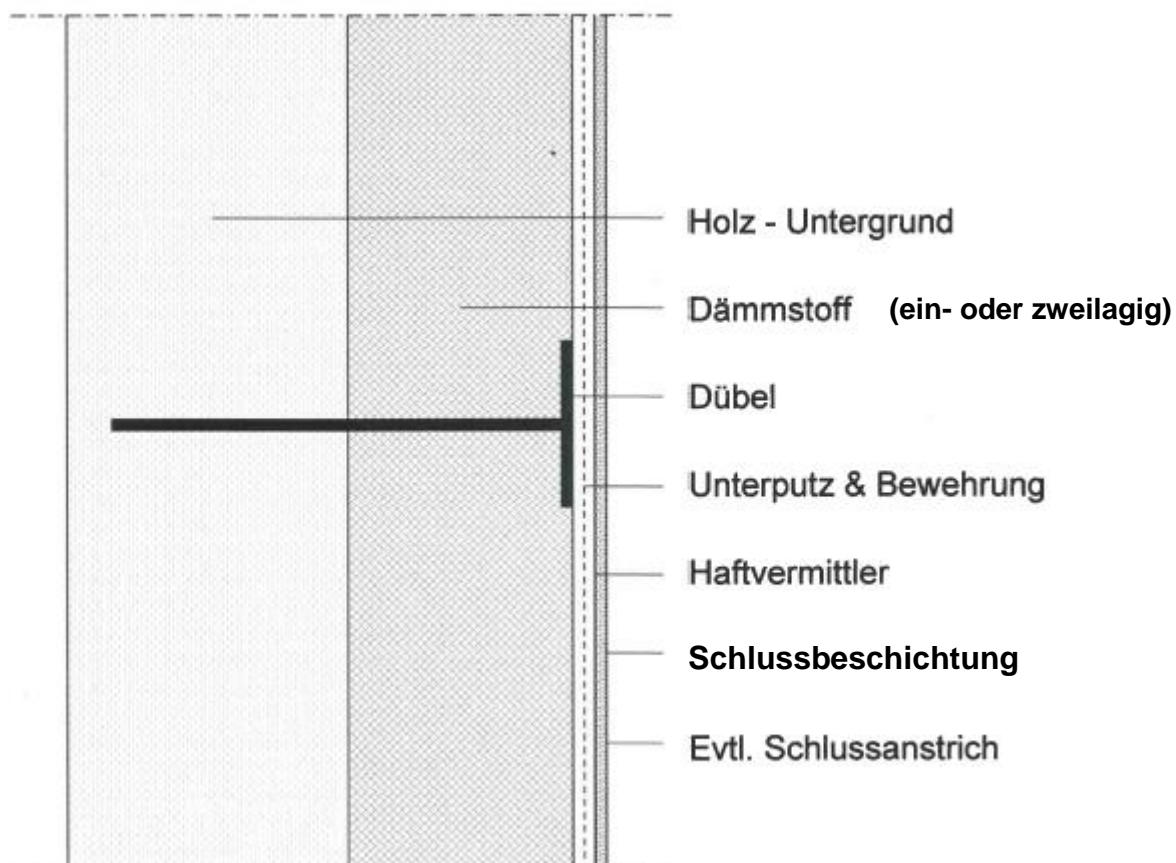 Holz - Untergrund
Dämmstoff (ein- oder zweilagig)
Dübel
Unterputz & Bewehrung
Haftvermittler
Schlussbeschichtung
Evtl. Schlussanstrich